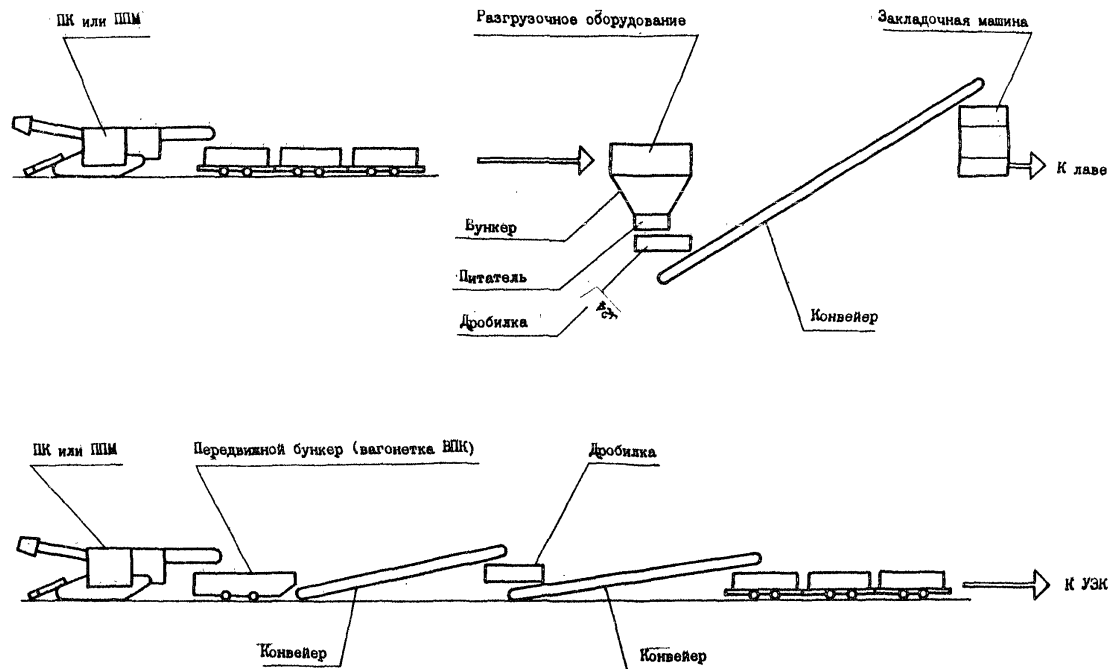 ПК или ППМ
Разгрузочное оборудование
Закладочная машина
К лаве
Бункер
Питатель
Дробилка
Конвейер
ПК или ППМ
Передвижной бункер (вагонетка ВПК)
Дробилка
К УЗК
Конвейер
Конвейер